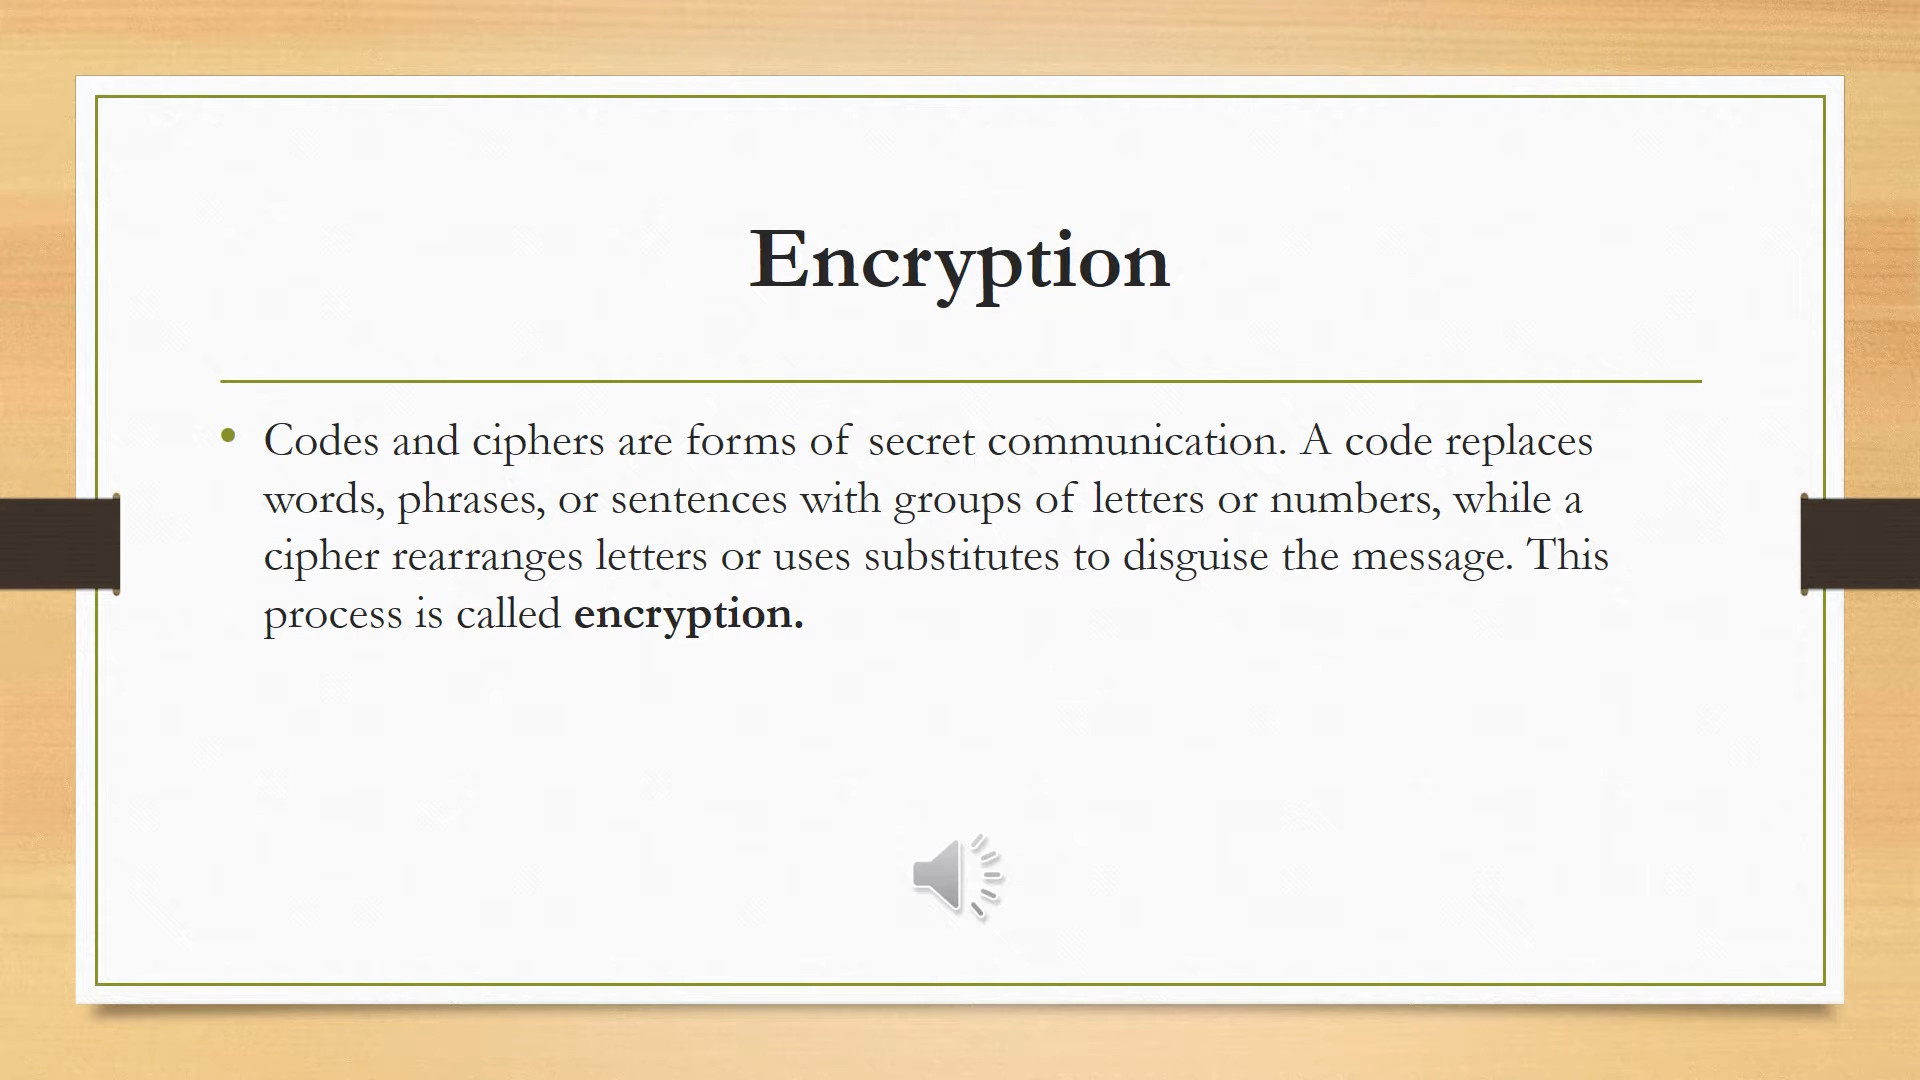 Encryption
• Codes and ciphers are forms of secret communication. A code replaces
words, phrases, or sentences with groups of letters or numbers, while a
cipher rearranges letters or uses substitutes to disguise the message. This
process is called encryption.